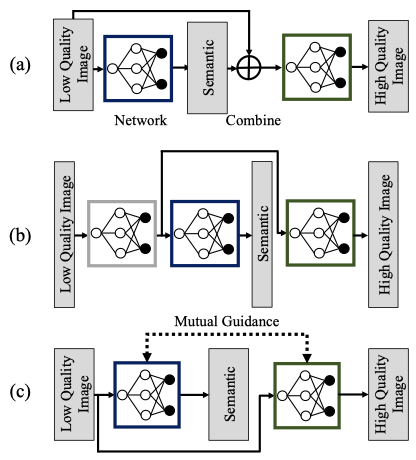 (a)
Low Quality
Image
Network
Semantic
Combine
High Quality
Image
(b)
Low Quality Image
Semantic
High Quality Image
Mutual Guidance
(c)
Low Quality
Image
Semantic
High Quality
Image